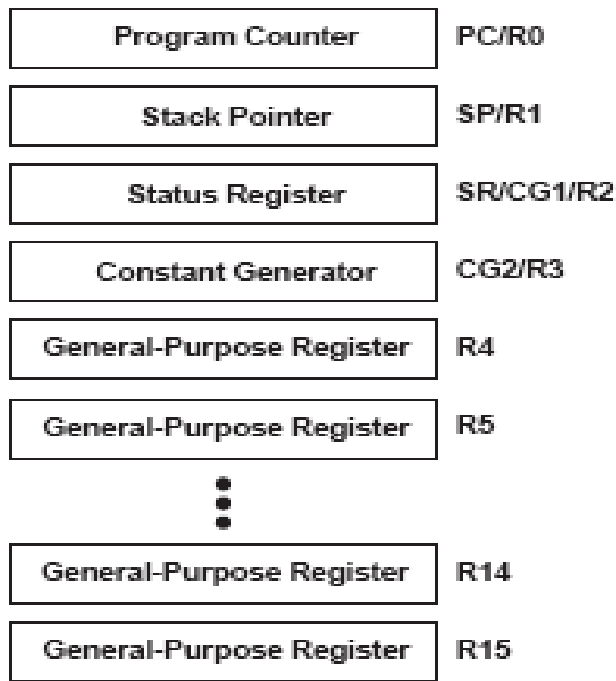 Program Counter PC/R0
Stack Pointer SP/R1
Status Register SR/CG1/R2
Constant Generator CG2/R3
General-Purpose Register R4
General-Purpose Register R5
General-Purpose Register R14
General-Purpose Register R15